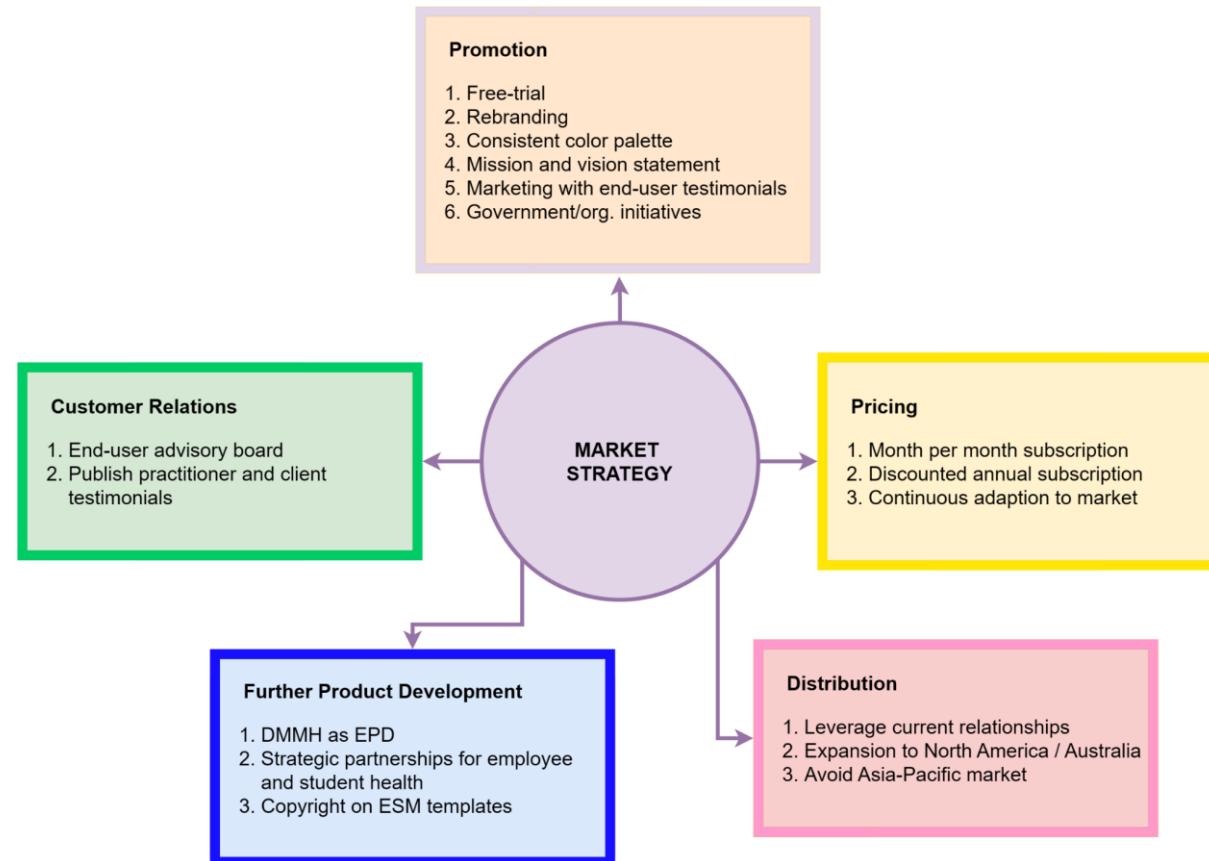 Promotion
1. Free-trial
2. Rebranding
3. Consistent color palette
4. Mission and vision statement
5. Marketing with end-user testimonials
6. Government/org. initiatives
Customer Relations
1. End-user advisory board
2. Publish practitioner and client
testimonials
MARKET
STRATEGY
Pricing
1. Month per month subscription
2. Discounted annual subscription
3. Continuous adaption to market
Further Product Development
1. DMMH as EPD
2. Strategic partnerships for employee
and student health
3. Copyright on ESM templates
Distribution
1. Leverage current relationships
2. Expansion to North America / Australia
3. Avoid Asia-Pacific market